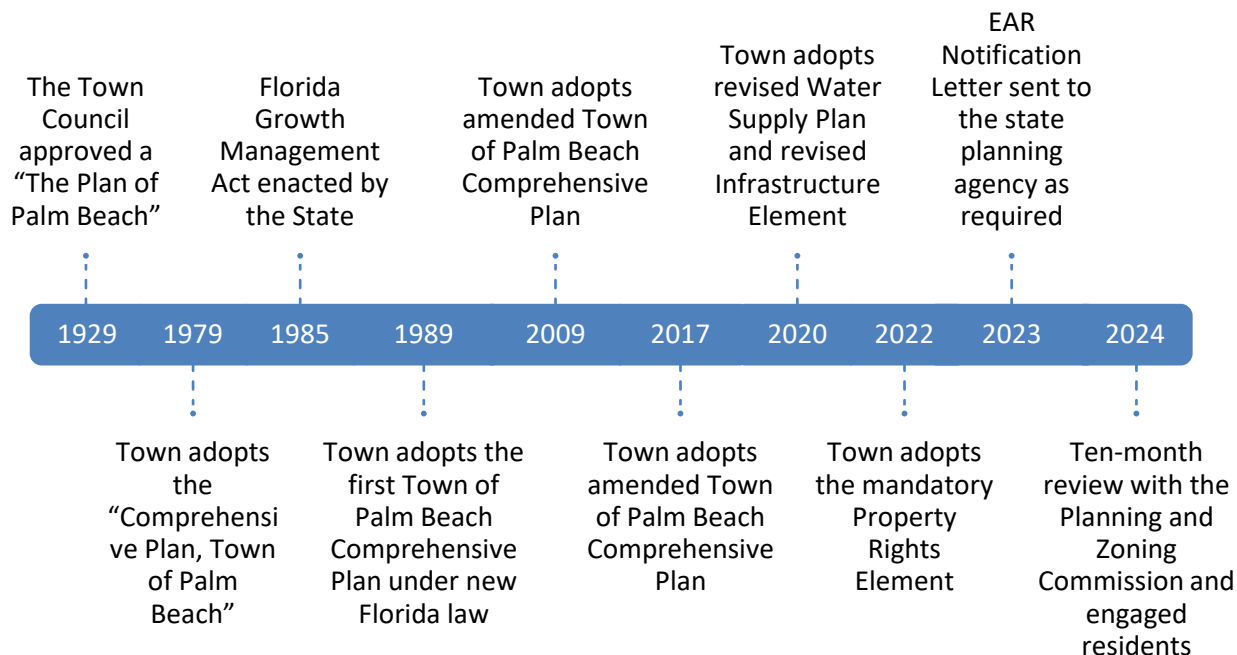 The Town
Council
approved a
“The Plan of
Palm Beach”
Florida
Growth
Management
Act enacted by
the State
Town adopts
amended Town
of Palm Beach
Comprehensive
Plan
Town adopts
revised Water
Supply Plan
and revised
Infrastructure
Element
EAR
Notification
Letter sent to
the state
planning
agency as
required
1929 1979 1985 1989 2009 2017 2020 2022 2023 2024
Town adopts
the
“Comprehensi
ve Plan, Town
of Palm
Beach”
Town adopts the
first Town of
Palm Beach
Comprehensive
Plan under new
Florida law
Town adopts
amended Town
of Palm Beach
Comprehensive
Plan
Town adopts
the mandatory
Property
Rights
Element
Ten-month
review with the
Planning and
Zoning
Commission and
engaged
residents